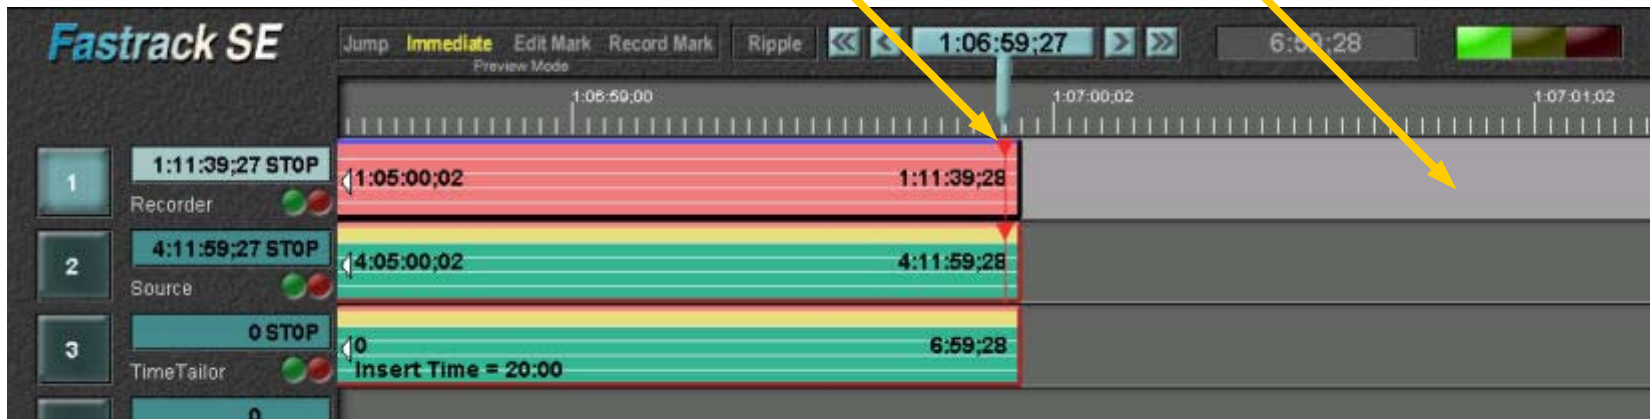 Fastrack SE
Jump Immediate Edit Mark Record Mark Ripple 1:06:59;27 6:59;28
Preview Mode
1:06:59;00 1:07:00;02 1:07:01;02
1 1:11:39;27 STOP 1:05:00;02 1:11:39;28
Recorder
2 4:11:59;27 STOP 4:05:00;02 4:11:59;28
Source
3 0 STOP 0 6:59;28
TimeTailor Insert Time = 20:00
0